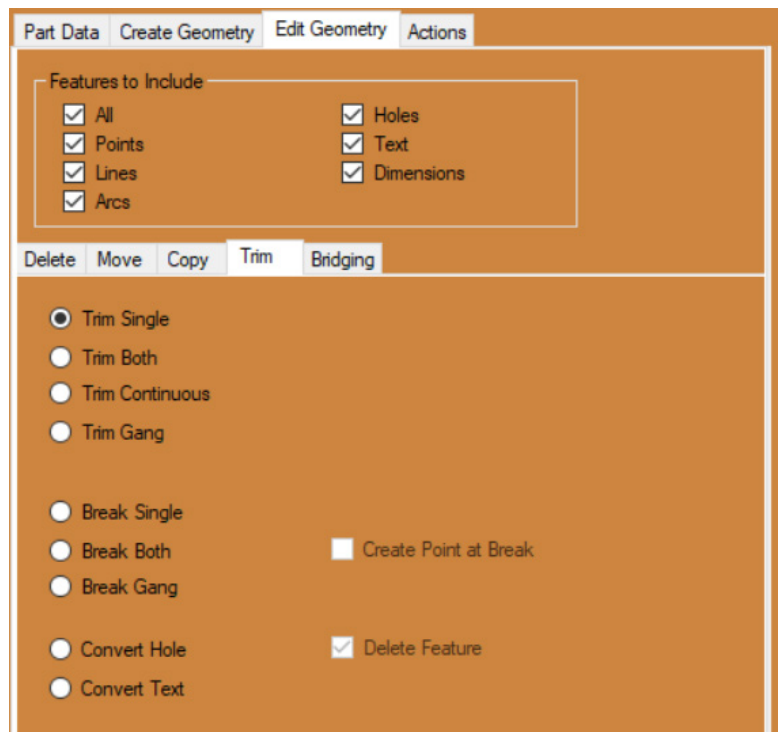 Part Data Create Geometry Edit Geometry Actions
Features to Include
All Holes
Points Text
Lines Dimensions
Arcs
Delete Move Copy Trim Bridging
Trim Single
Trim Both
Trim Continuous
Trim Gang
Break Single
Break Both Create Point at Break
Break Gang
Convert Hole Delete Feature
Convert Text